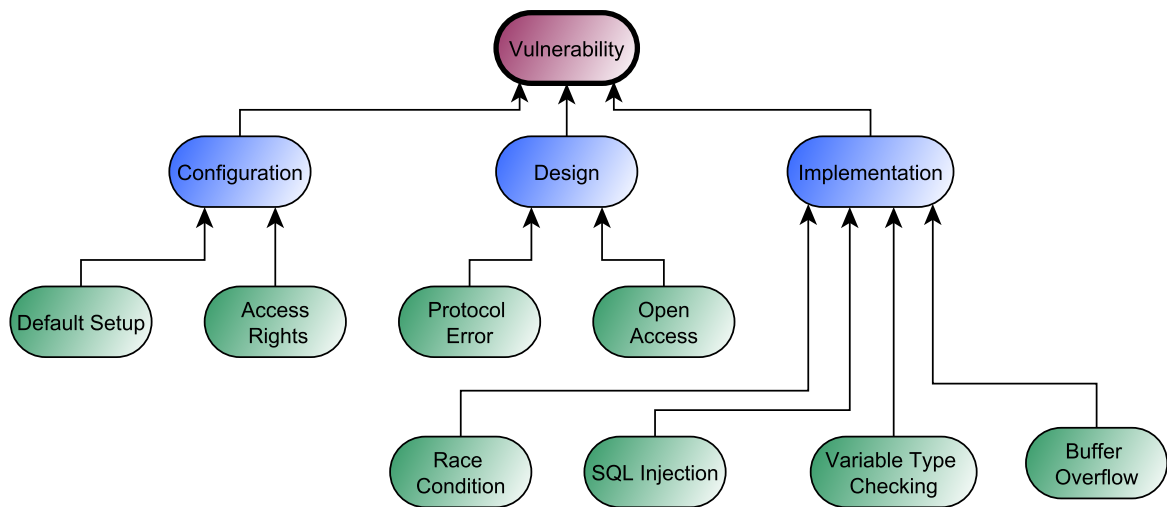 Vulnerability
Configuration
Design
Implementation
Default Setup
Access
Rights
Protocol
Error
Open
Access
Race
Condition
SQL Injection
Variable Type
Checking
Buffer
Overflow